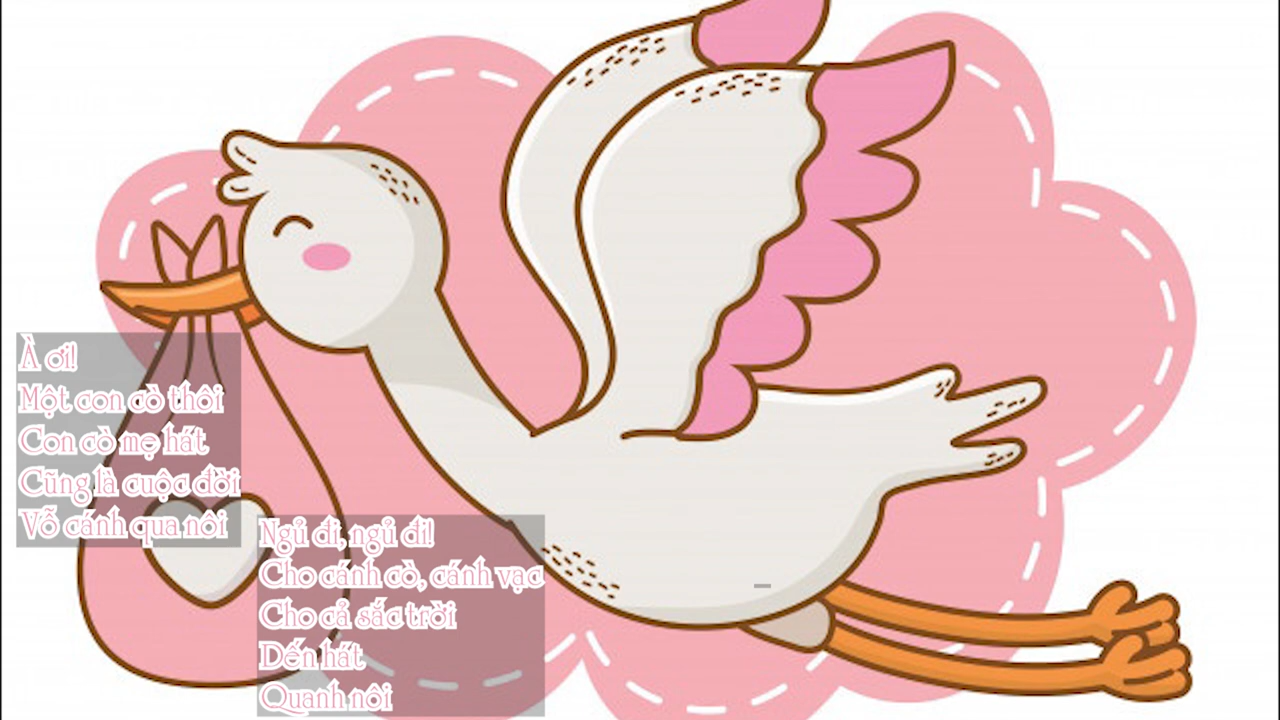 À ơi!
Một con cò thôi
Con cò mẹ hát
Cũng là cuộc đời
Vỗ cánh qua nôi
Ngủ đi, ngủ đi!
Cho cánh cò, cánh vạc
Cho cả sắc trời
Đến hát
Quanh nôi